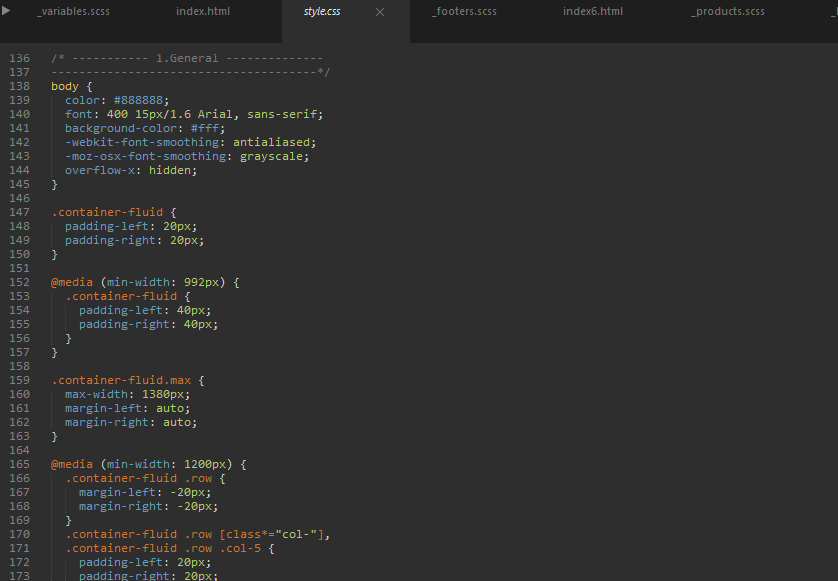 _variables.scss index.html style.css × _footers.scss index6.html _products.scss
136 /* ----------- 1.General --------------
137 --------------------------------------*/
138 body {
139 color: #888888;
140 font: 400 15px/1.6 Arial, sans-serif;
141 background-color: #fff;
142 -webkit-font-smoothing: antialiased;
143 -moz-osx-font-smoothing: grayscale;
144 overflow-x: hidden;
145 }
146
147 .container-fluid {
148 padding-left: 20px;
149 padding-right: 20px;
150 }
151
152 @media (min-width: 992px) {
153 .container-fluid {
154 padding-left: 40px;
155 padding-right: 40px;
156 }
157 }
158
159 .container-fluid.max {
160 max-width: 1380px;
161 margin-left: auto;
162 margin-right: auto;
163 }
164
165 @media (min-width: 1200px) {
166 .container-fluid .row {
167 margin-left: -20px;
168 margin-right: -20px;
169 }
170 .container-fluid .row [class*="col-"],
171 .container-fluid .row .col-5 {
172 padding-left: 20px;
173 padding-right: 20px;